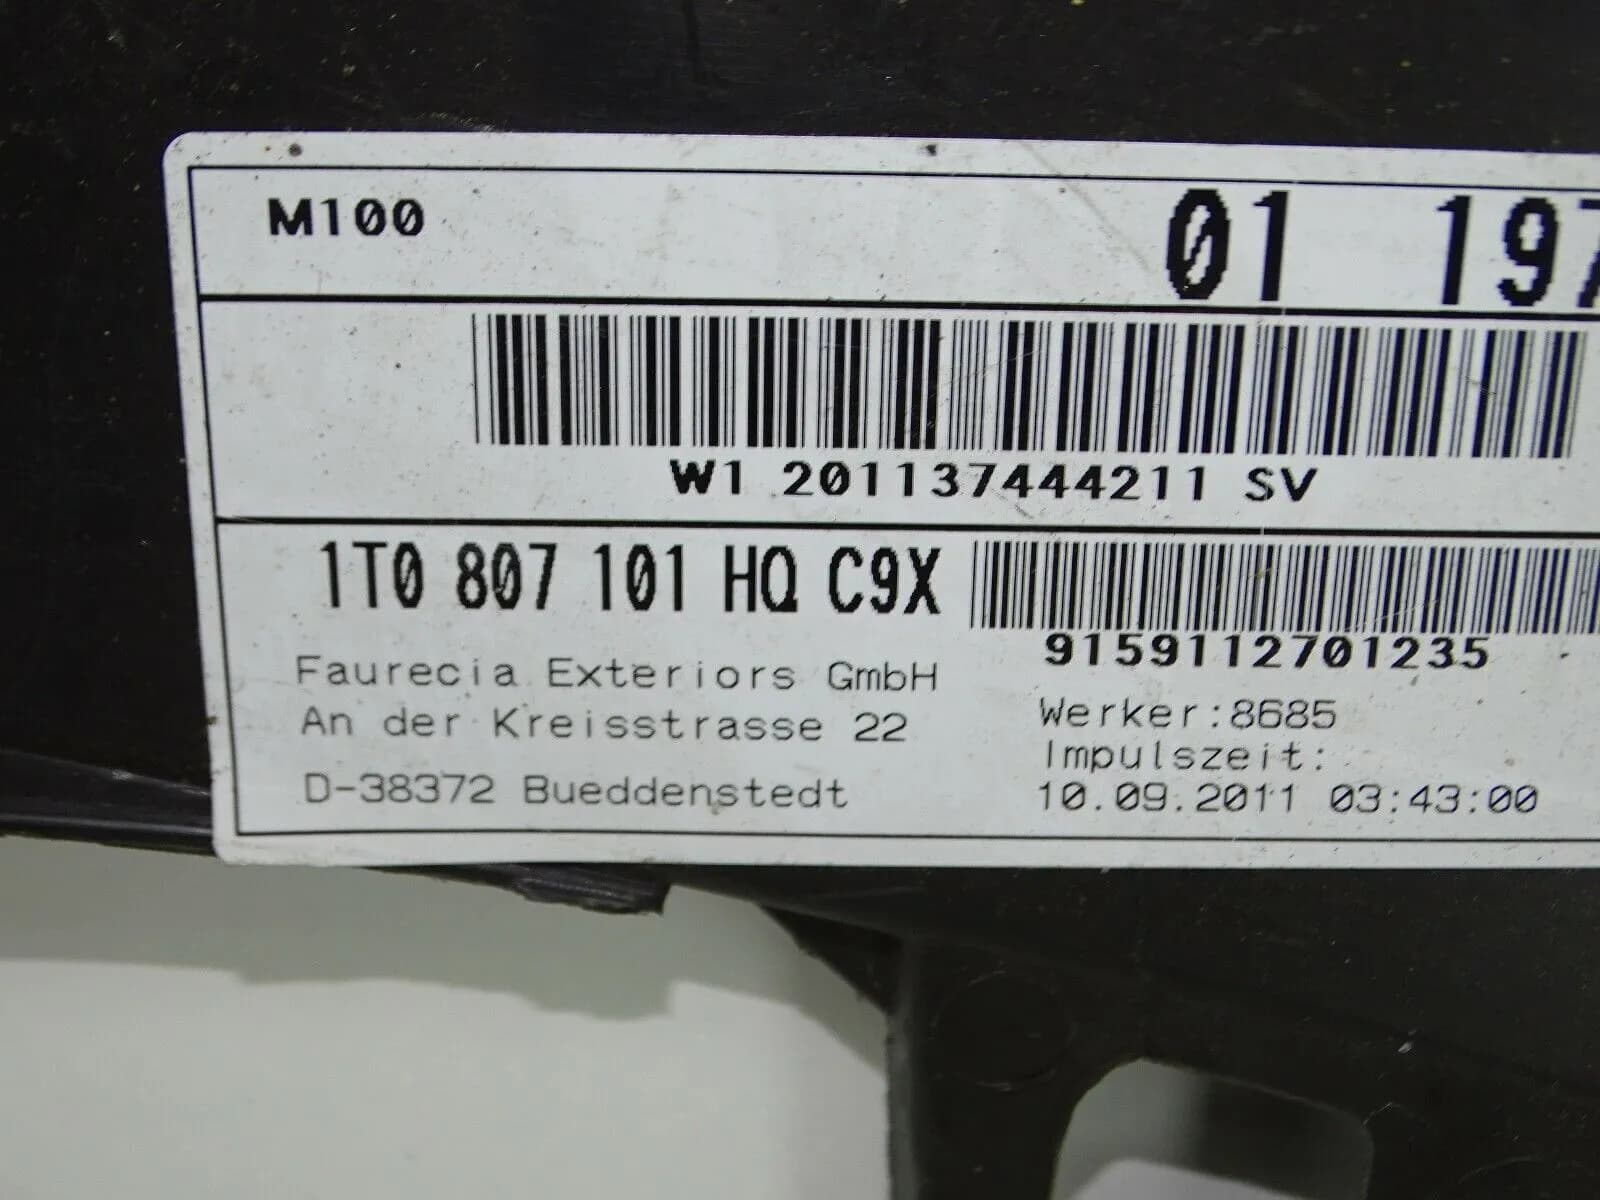 M100
01 197
W1 201137444211 SV
1T0 807 101 HQ C9X
9159112701235
Faurecia Exteriors GmbH
An der Kreisstrasse 22
D-38372 Bueddenstedt
Werker:8685
Impulszeit:
10.09.2011 03:43:00